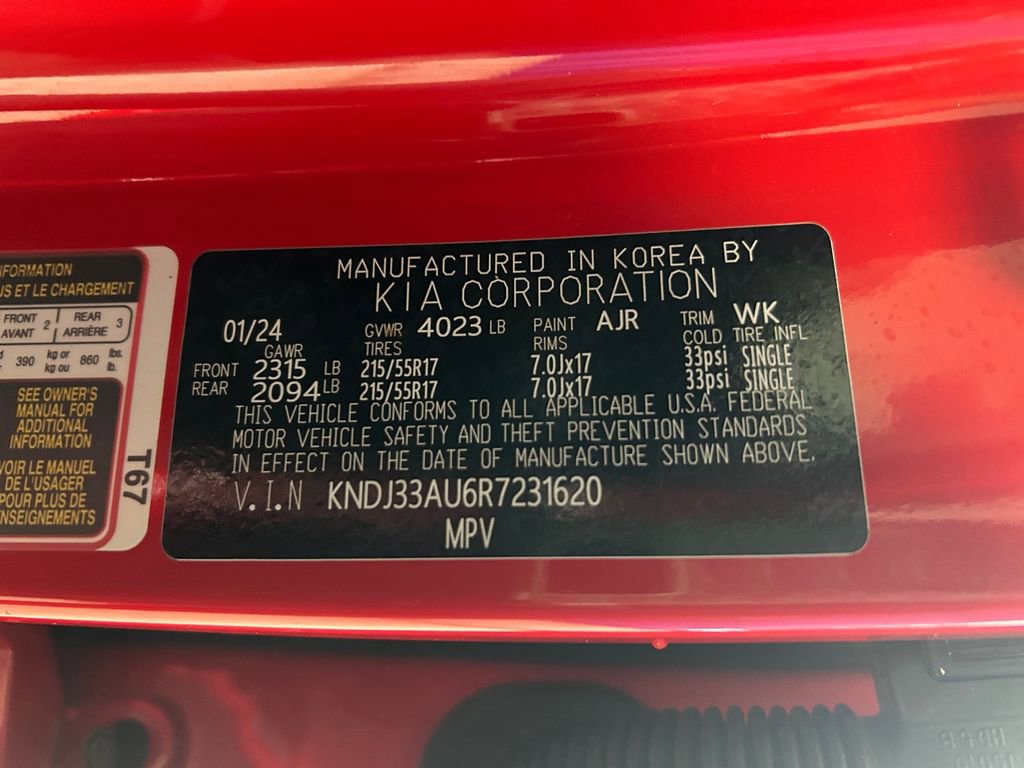 NFORMATION
US ET LE CHARGEMENT
FRONT AVANT 2 REAR ARRIÈRE 3
390 kg or ou 860 lbs. lb.
SEE OWNER'S
MANUAL FOR
ADDITIONAL
INFORMATION
VOIR LE MANUEL
DE L'USAGER
POUR PLUS DE
NSEIGNEMENTS
T67
MANUFACTURED IN KOREA BY
KIA CORPORATION
01/24 GVWR 4023 LB PAINT AJR TRIM WK
GAWR TIRES RIMS COLD TIRE INFL
FRONT 2315 LB 215/55R17 7.0Jx17 33psi SINGLE
REAR 2094 LB 215/55R17 7.0Jx17 33psi SINGLE
THIS VEHICLE CONFORMS TO ALL APPLICABLE U.S.A. FEDERAL
MOTOR VEHICLE SAFETY AND THEFT PREVENTION STANDARDS
IN EFFECT ON THE DATE OF MANUFACTURE SHOWN ABOVE.
V.I.N KNDJ33AU6R7231620
MPV